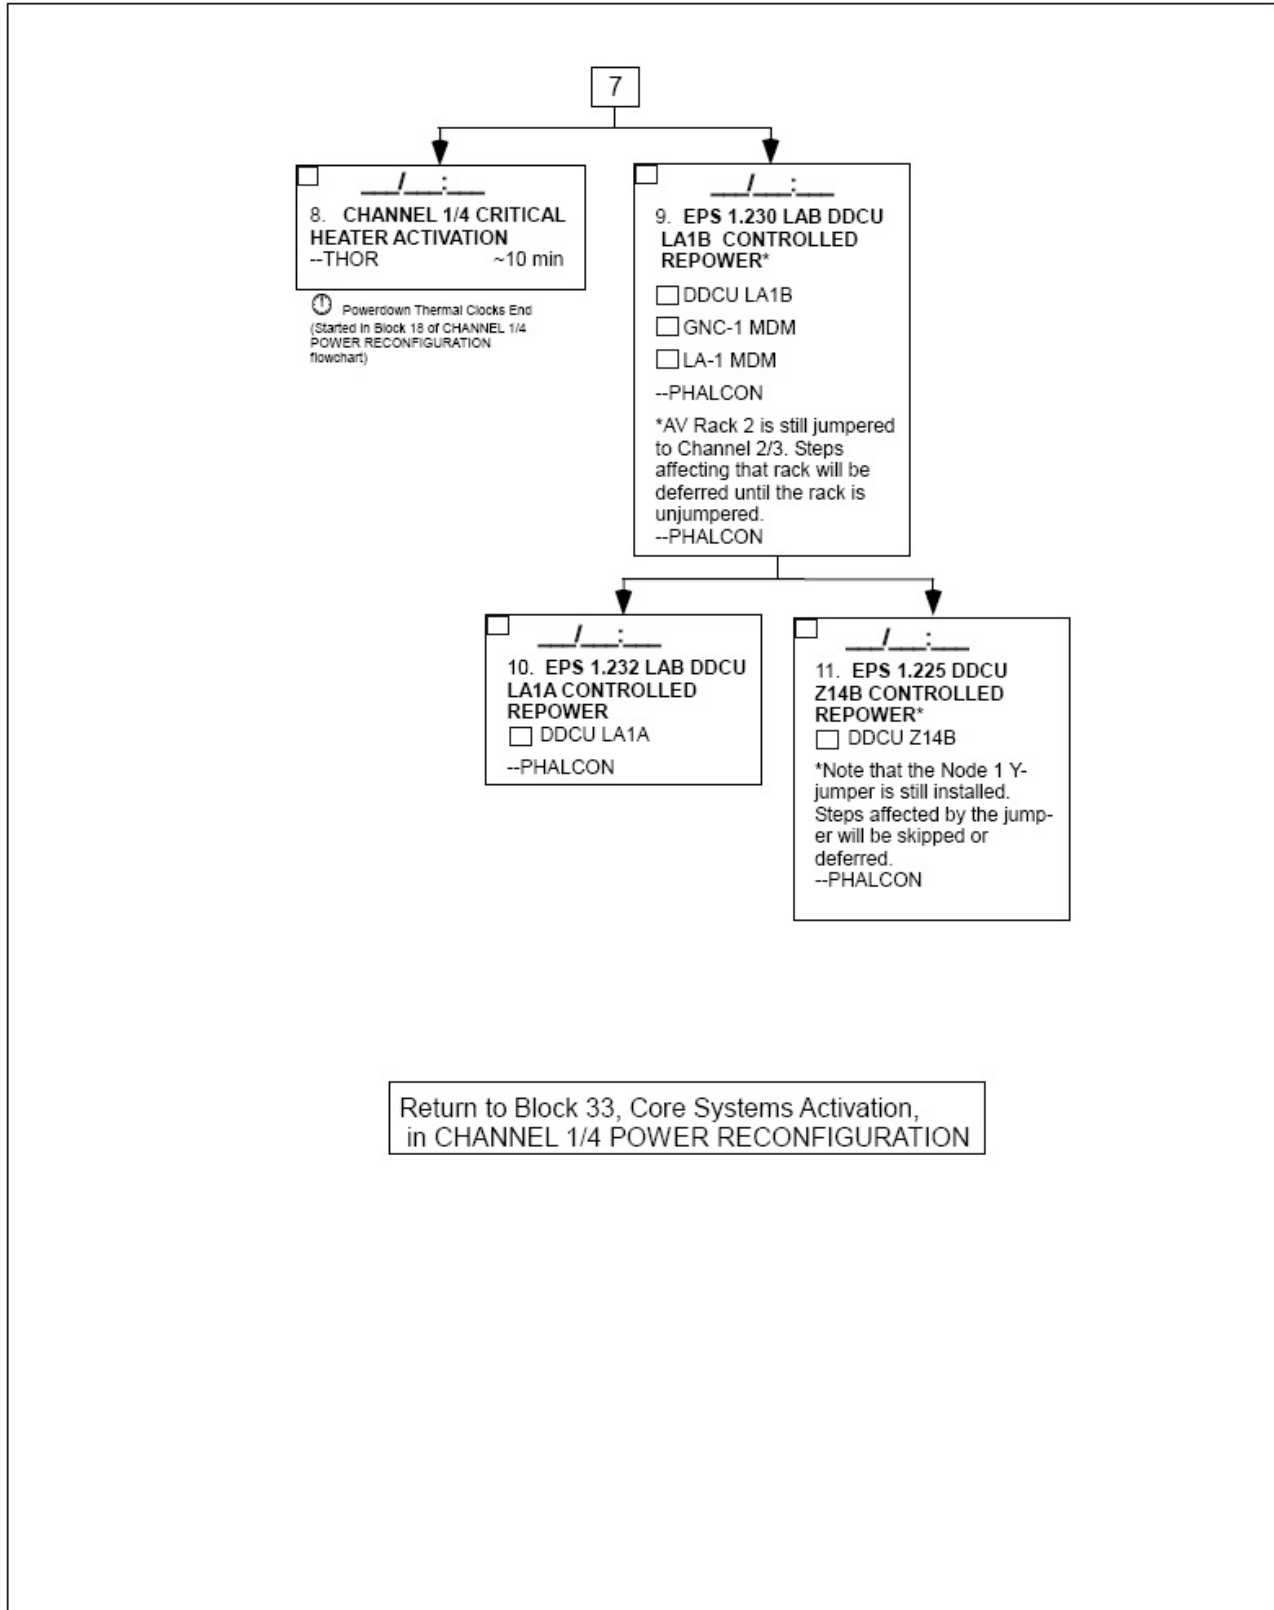 7
___/___:___
8. CHANNEL 1/4 CRITICAL
HEATER ACTIVATION
--THOR ~10 min
Powerdown Thermal Clocks End
(Started in Block 18 of CHANNEL 1/4
POWER RECONFIGURATION
flowchart)
___/___:___
9. EPS 1.230 LAB DDCU
LA1B CONTROLLED
REPOWER*
DDCU LA1B
GNC-1 MDM
LA-1 MDM
--PHALCON
*AV Rack 2 is still jumpered
to Channel 2/3. Steps
affecting that rack will be
deferred until the rack is
unjumpered.
--PHALCON
___/___:___
10. EPS 1.232 LAB DDCU
LA1A CONTROLLED
REPOWER
DDCU LA1A
--PHALCON
___/___:___
11. EPS 1.225 DDCU
Z14B CONTROLLED
REPOWER*
DDCU Z14B
*Note that the Node 1 Y-
jumper is still installed.
Steps affected by the jump-
er will be skipped or
deferred.
--PHALCON
Return to Block 33, Core Systems Activation,
in CHANNEL 1/4 POWER RECONFIGURATION